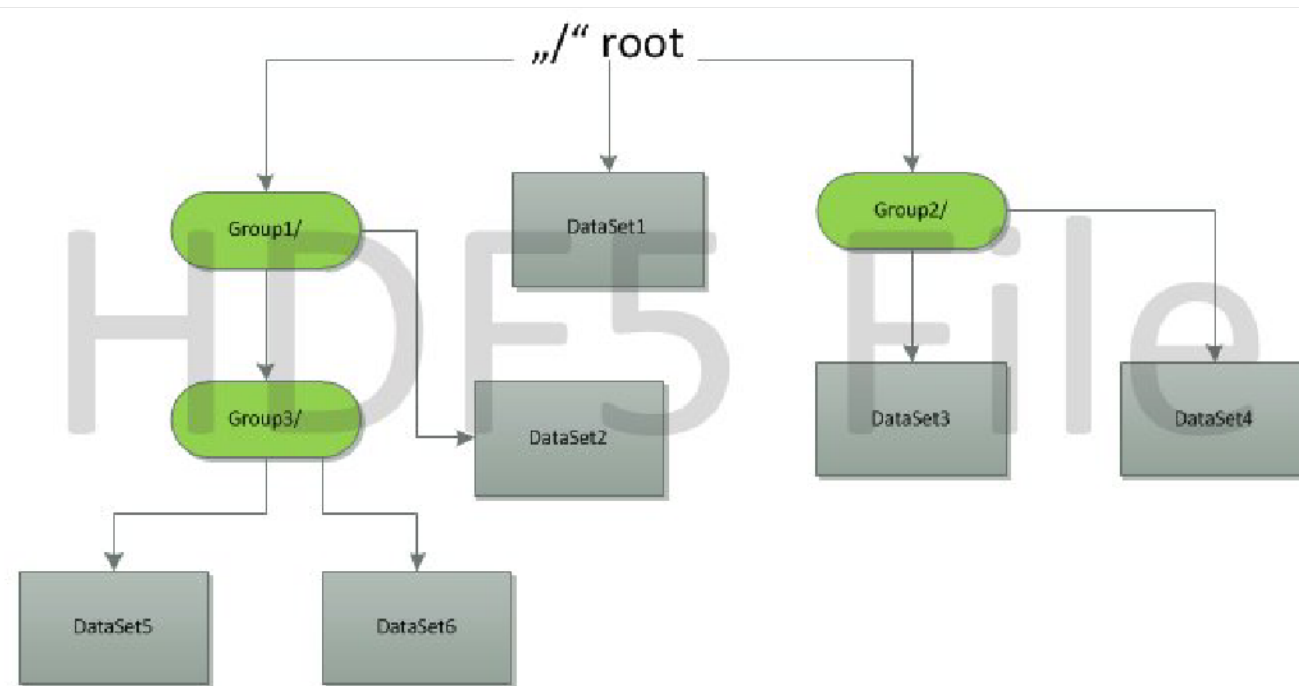 „/“ root
Group1/
DataSet1
Group2/
HDF5 File
Group3/
DataSet2
DataSet3
DataSet4
DataSet5
DataSet6